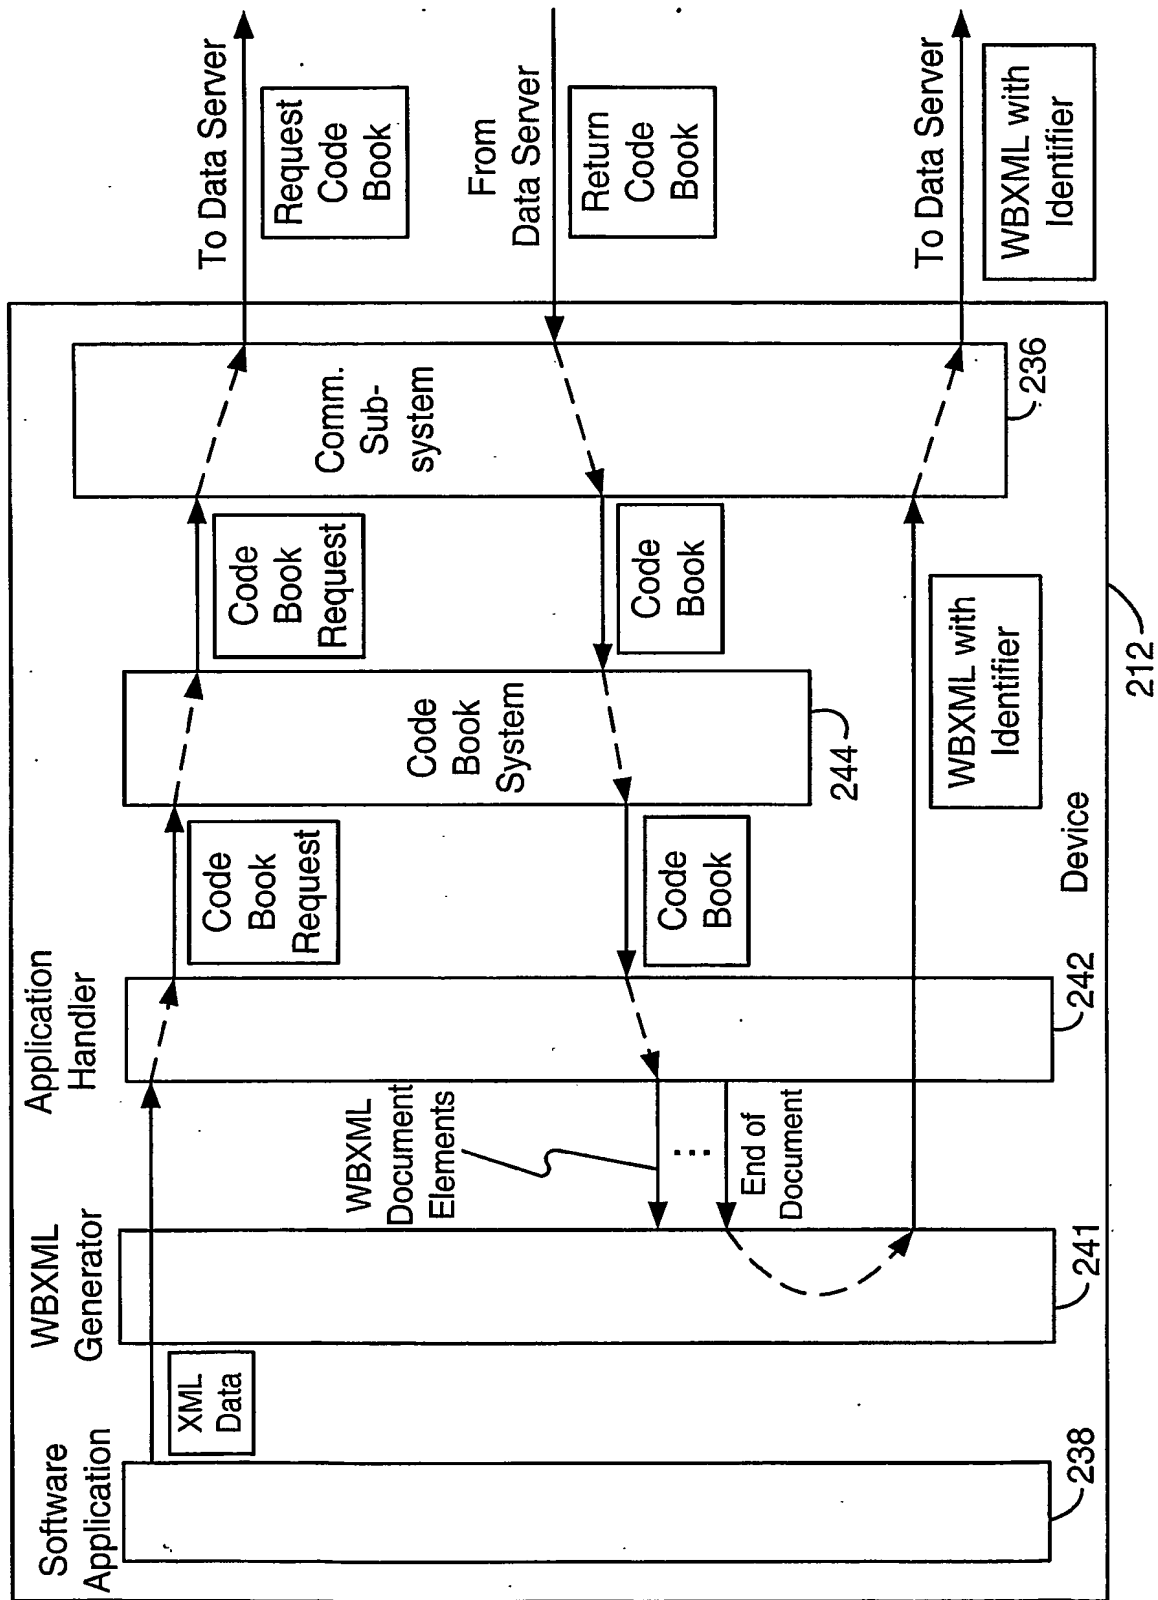 Software
Application
WBXML
Generator
Application
Handler
XML
Data
Code
Book
Request
Code
Book
Request
Code
Book
System
Comm.
Sub-
system
To Data Server
Request
Code
Book
From
Data Server
Return
Code
Book
Code
Book
Code
Book
WBXML
Document
Elements
End of
Document
To Data Server
WBXML with
Identifier
WBXML with
Identifier
Device
238
241
242
244
236
212